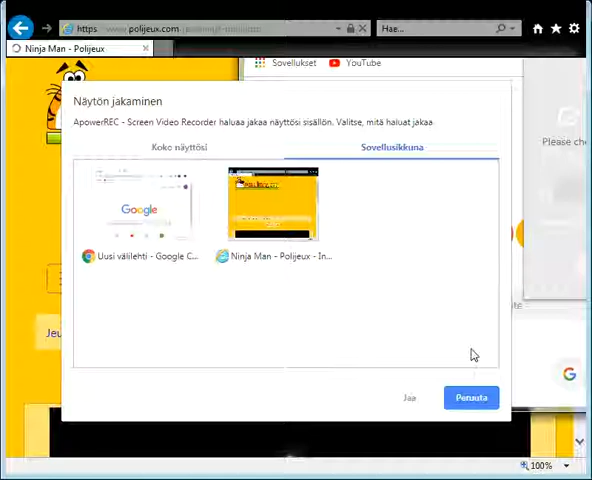 https www.polijeux.com
Hae...
Ninja Man - Polijeux
Sovellukset
YouTube
Näytön jakaminen
ApowerREC - Screen Video Recorder haluaa jakaa näyttösi sisällön. Valitse, mitä haluat jakaa.
Koko näyttösi
Sovellusikkuna
Google
Uusi välilehti - Google C...
Ninja Man - Polijeux - In...
Please che
Jeu
Jaa
Peruuta
100%